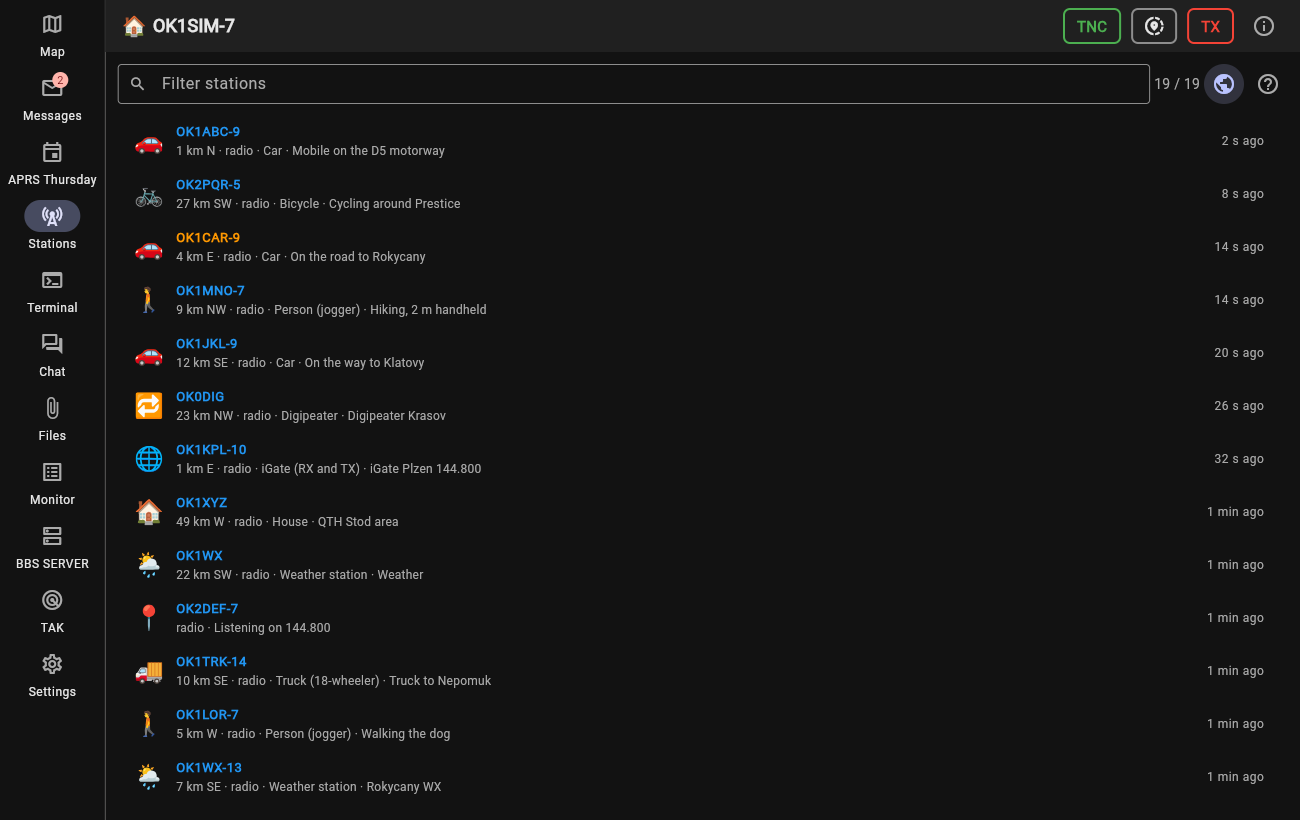 OK1SIM-7
TNC
TX
Map
2
Messages
APRS Thursday
Stations
Terminal
Chat
Files
Monitor
BBS SERVER
TAK
Settings
Filter stations
19 / 19
OK1ABC-9
1 km N · radio · Car · Mobile on the D5 motorway
2 s ago
OK2PQR-5
27 km SW · radio · Bicycle · Cycling around Prestice
8 s ago
OK1CAR-9
4 km E · radio · Car · On the road to Rokycany
14 s ago
OK1MNO-7
9 km NW · radio · Person (jogger) · Hiking, 2 m handheld
14 s ago
OK1JKL-9
12 km SE · radio · Car · On the way to Klatovy
20 s ago
OK0DIG
23 km NW · radio · Digipeater · Digipeater Krasov
26 s ago
OK1KPL-10
1 km E · radio · iGate (RX and TX) · iGate Plzen 144.800
32 s ago
OK1XYZ
49 km W · radio · House · QTH Stod area
1 min ago
OK1WX
22 km SW · radio · Weather station · Weather
1 min ago
OK2DEF-7
radio · Listening on 144.800
1 min ago
OK1TRK-14
10 km SE · radio · Truck (18-wheeler) · Truck to Nepomuk
1 min ago
OK1LOR-7
5 km W · radio · Person (jogger) · Walking the dog
1 min ago
OK1WX-13
7 km SE · radio · Weather station · Rokycany WX
1 min ago